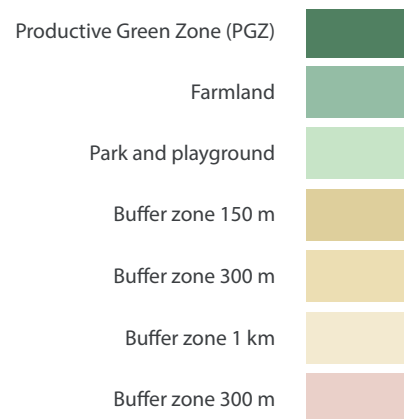 Productive Green Zone (PGZ)
Farmland
Park and playground
Buffer zone 150 m
Buffer zone 300 m
Buffer zone 1 km
Buffer zone 300 m